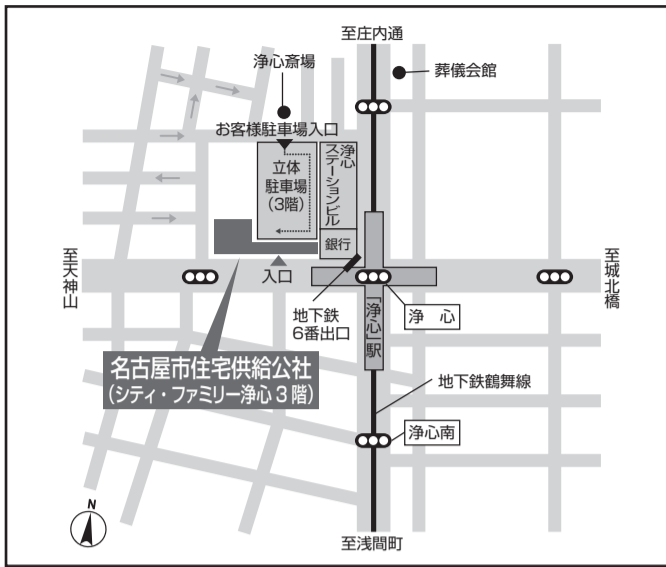 至庄内通
浄心斎場
葬儀会館
お客様駐車場入口
立体
駐車場
(3階)
浄心
ステーションビル
銀行
至天神山
至城北橋
入口
地下鉄
6番出口
「浄心」駅
浄 心
名古屋市住宅供給公社
(シティ・ファミリー浄心3階)
地下鉄鶴舞線
浄心南
N
至浅間町